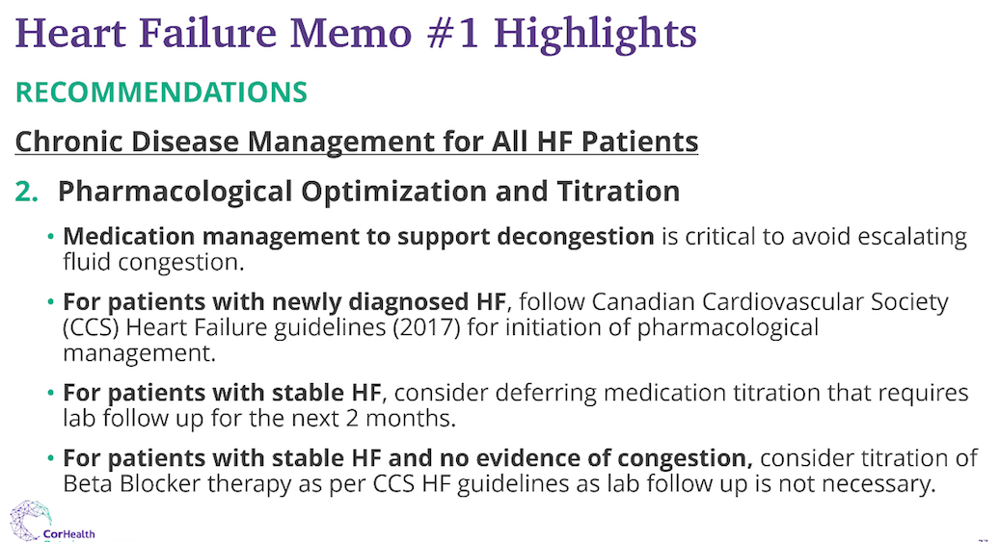 Heart Failure Memo #1 Highlights
RECOMMENDATIONS
Chronic Disease Management for All HF Patients
2. Pharmacological Optimization and Titration
• Medication management to support decongestion is critical to avoid escalating
fluid congestion.
• For patients with newly diagnosed HF, follow Canadian Cardiovascular Society
(CCS) Heart Failure guidelines (2017) for initiation of pharmacological
management.
• For patients with stable HF, consider deferring medication titration that requires
lab follow up for the next 2 months.
• For patients with stable HF and no evidence of congestion, consider titration of
Beta Blocker therapy as per CCS HF guidelines as lab follow up is not necessary.
CorHealth